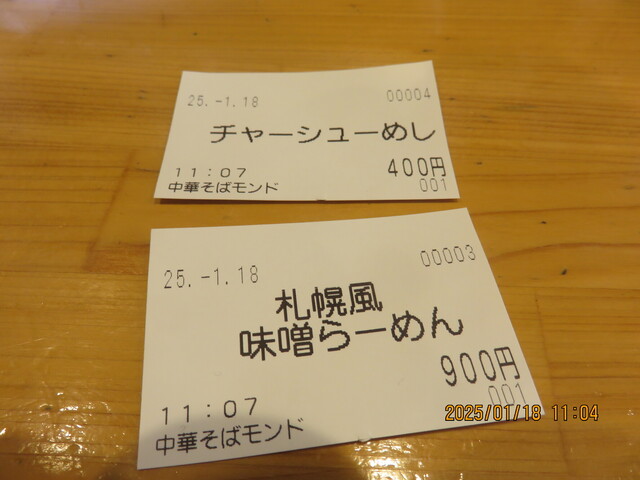 25.-1.18 00004
チャーシューめし
400円
11:07 001
中華そばモンド
25.-1.18 00003
札幌風
味噌らーめん
900円
11:07 001
中華そばモンド
2025/01/18 11:04